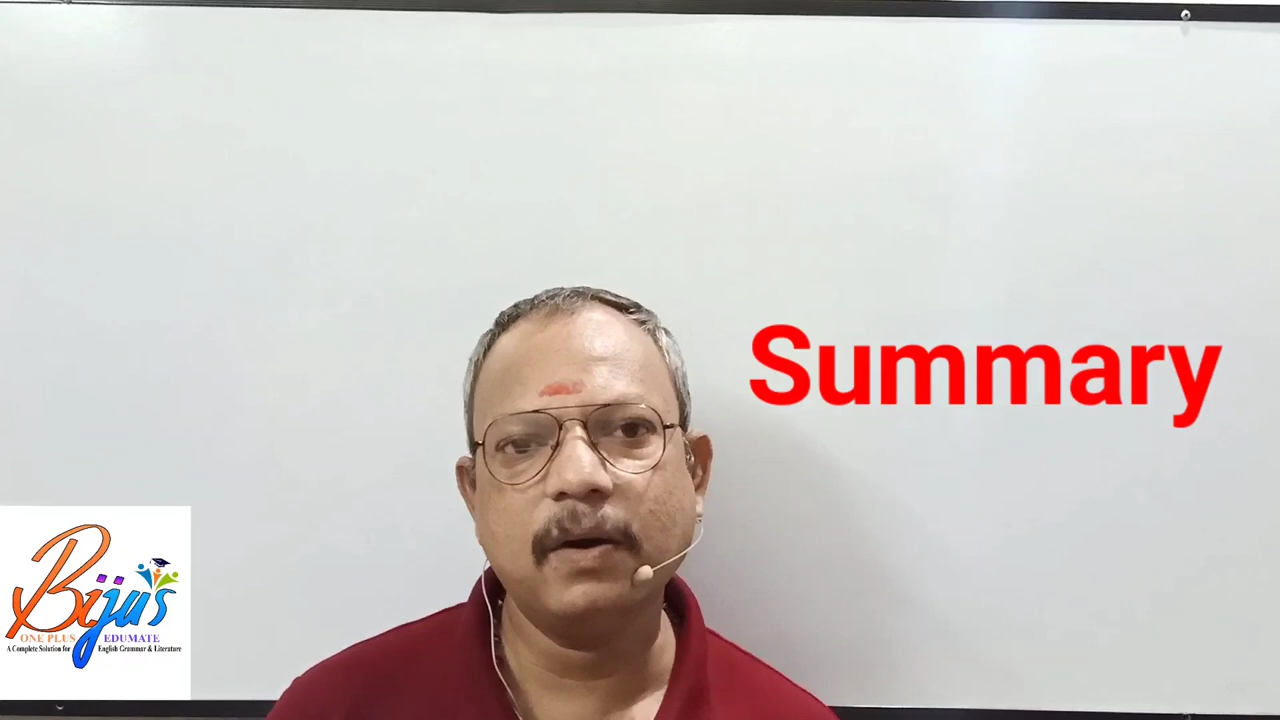 Summary
Biju's
ONE PLUS EDUMATE
A Complete Solution for English Grammar & Literature